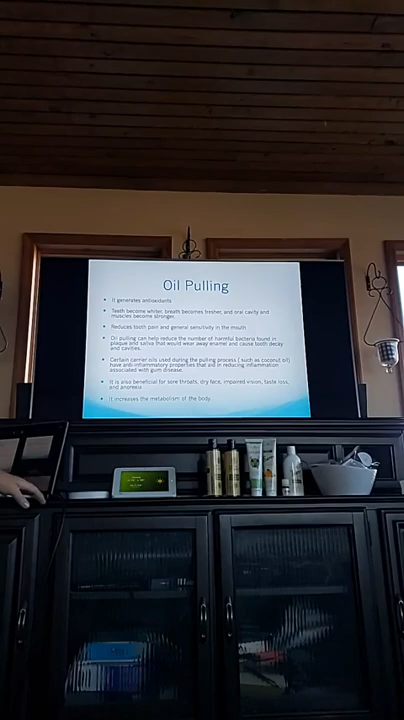 Oil Pulling
It generates antioxidants
Teeth become whiter, breath becomes fresher, and oral cavity and
muscles become stronger.
Reduces tooth pain and general sensitivity in the mouth
Oil pulling can help reduce the number of harmful bacteria found in
plaque and saliva that would wear away enamel and cause tooth decay
and cavities.
Certain carrier oils used during the pulling process ( such as coconut oil)
have anti-inflammatory properties that aid in reducing inflammation
associated with gum disease.
It is also beneficial for sore throats, dry face, impaired vision, taste loss,
and anorexia
It increases the metabolism of the body.